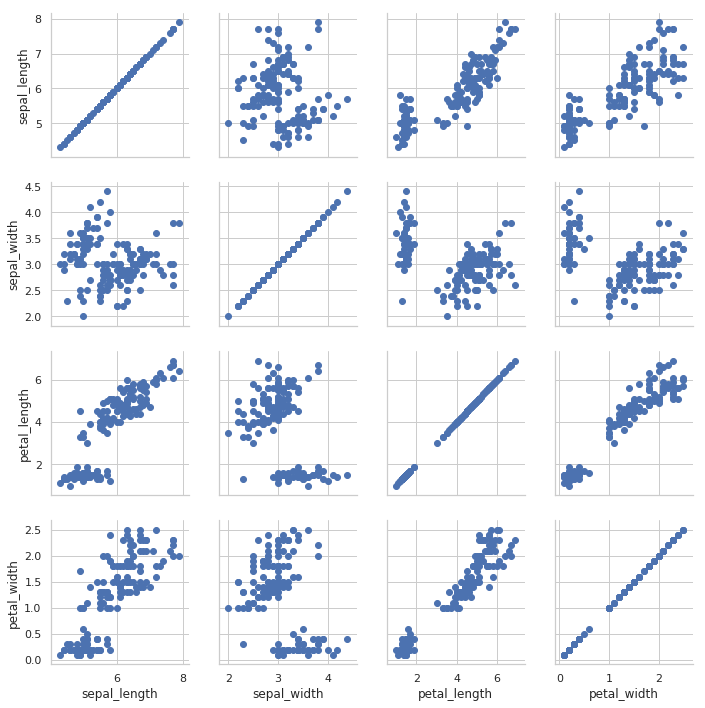 8
7
6
5
sepal_length
4.5
4.0
3.5
3.0
2.5
2.0
sepal_width
6
4
2
petal_length
2.5
2.0
1.5
1.0
0.5
0.0
petal_width
6 8
2 3 4
2 4 6
0 1 2
sepal_length sepal_width petal_length petal_width